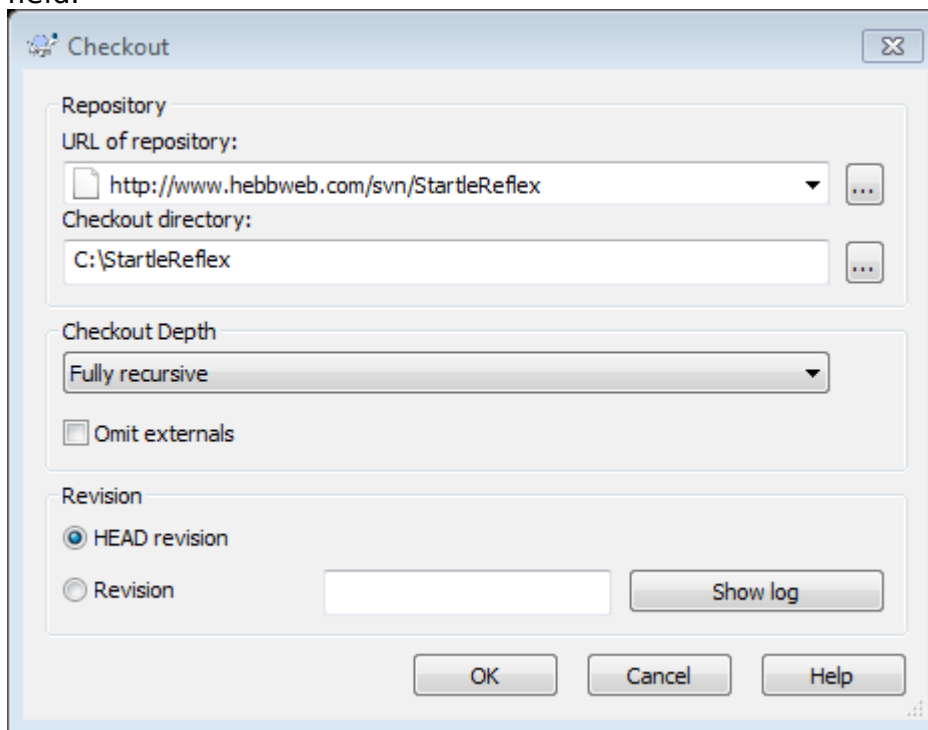 field.
Checkout
Repository
URL of repository:
http://www.hebbweb.com/svn/StartleReflex
...
Checkout directory:
C:\StartleReflex
...
Checkout Depth
Fully recursive
Omit externals
Revision
HEAD revision
Revision
Show log
OK Cancel Help